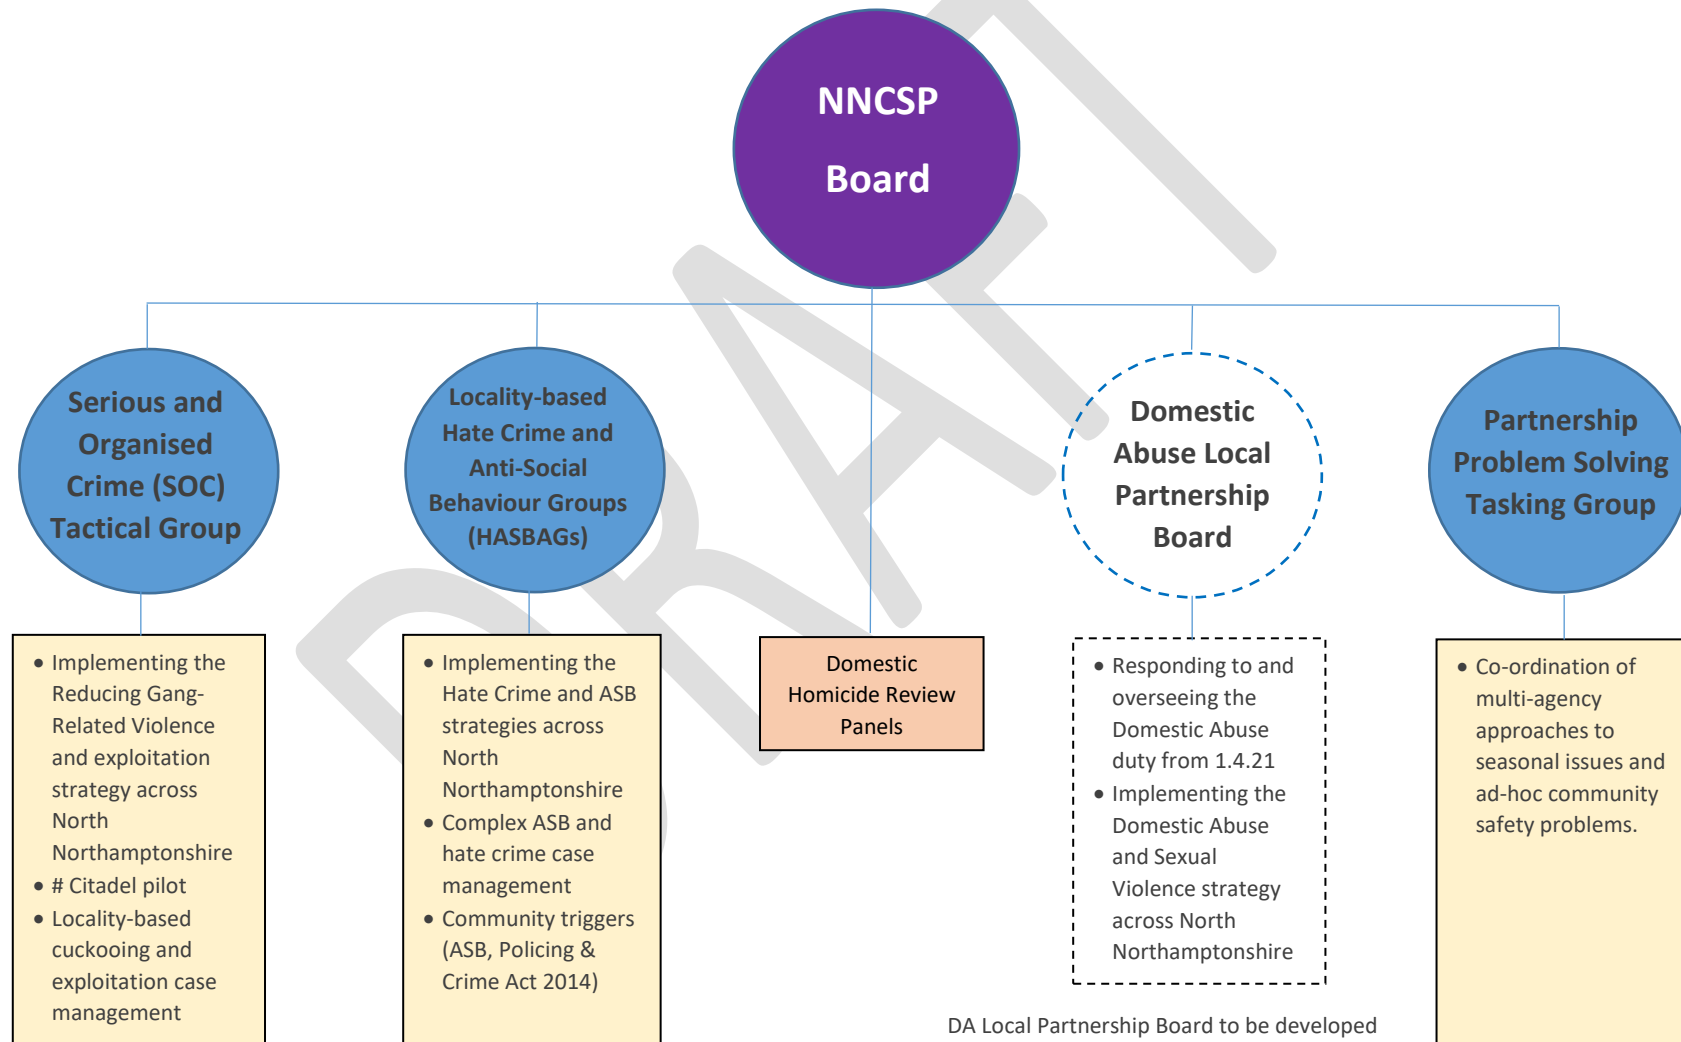 NNCSP
Board
DRAFT
Serious and
Organised
Crime (SOC)
Tactical Group
Locality-based
Hate Crime and
Anti-Social
Behaviour Groups
(HASBAGs)
Domestic
Abuse Local
Partnership
Board
Partnership
Problem Solving
Tasking Group
• Implementing the
Reducing Gang-
Related Violence
and exploitation
strategy across
North
Northamptonshire
• # Citadel pilot
• Locality-based
cuckooing and
exploitation case
management
• Implementing the
Hate Crime and ASB
strategies across
North
Northamptonshire
• Complex ASB and
hate crime case
management
• Community triggers
(ASB, Policing &
Crime Act 2014)
Domestic
Homicide Review
Panels
• Responding to and
overseeing the
Domestic Abuse
duty from 1.4.21
• Implementing the
Domestic Abuse
and Sexual
Violence strategy
across North
Northamptonshire
• Co-ordination of
multi-agency
approaches to
seasonal issues and
ad-hoc community
safety problems.
DA Local Partnership Board to be developed